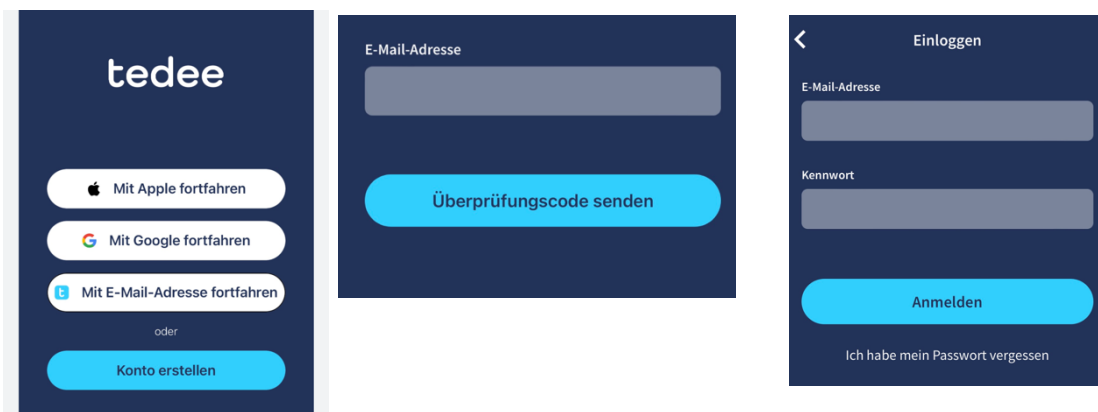 tedee
Mit Apple fortfahren
Mit Google fortfahren
Mit E-Mail-Adresse fortfahren
oder
Konto erstellen
E-Mail-Adresse
Überprüfungscode senden
Einloggen
E-Mail-Adresse
Kennwort
Anmelden
Ich habe mein Passwort vergessen